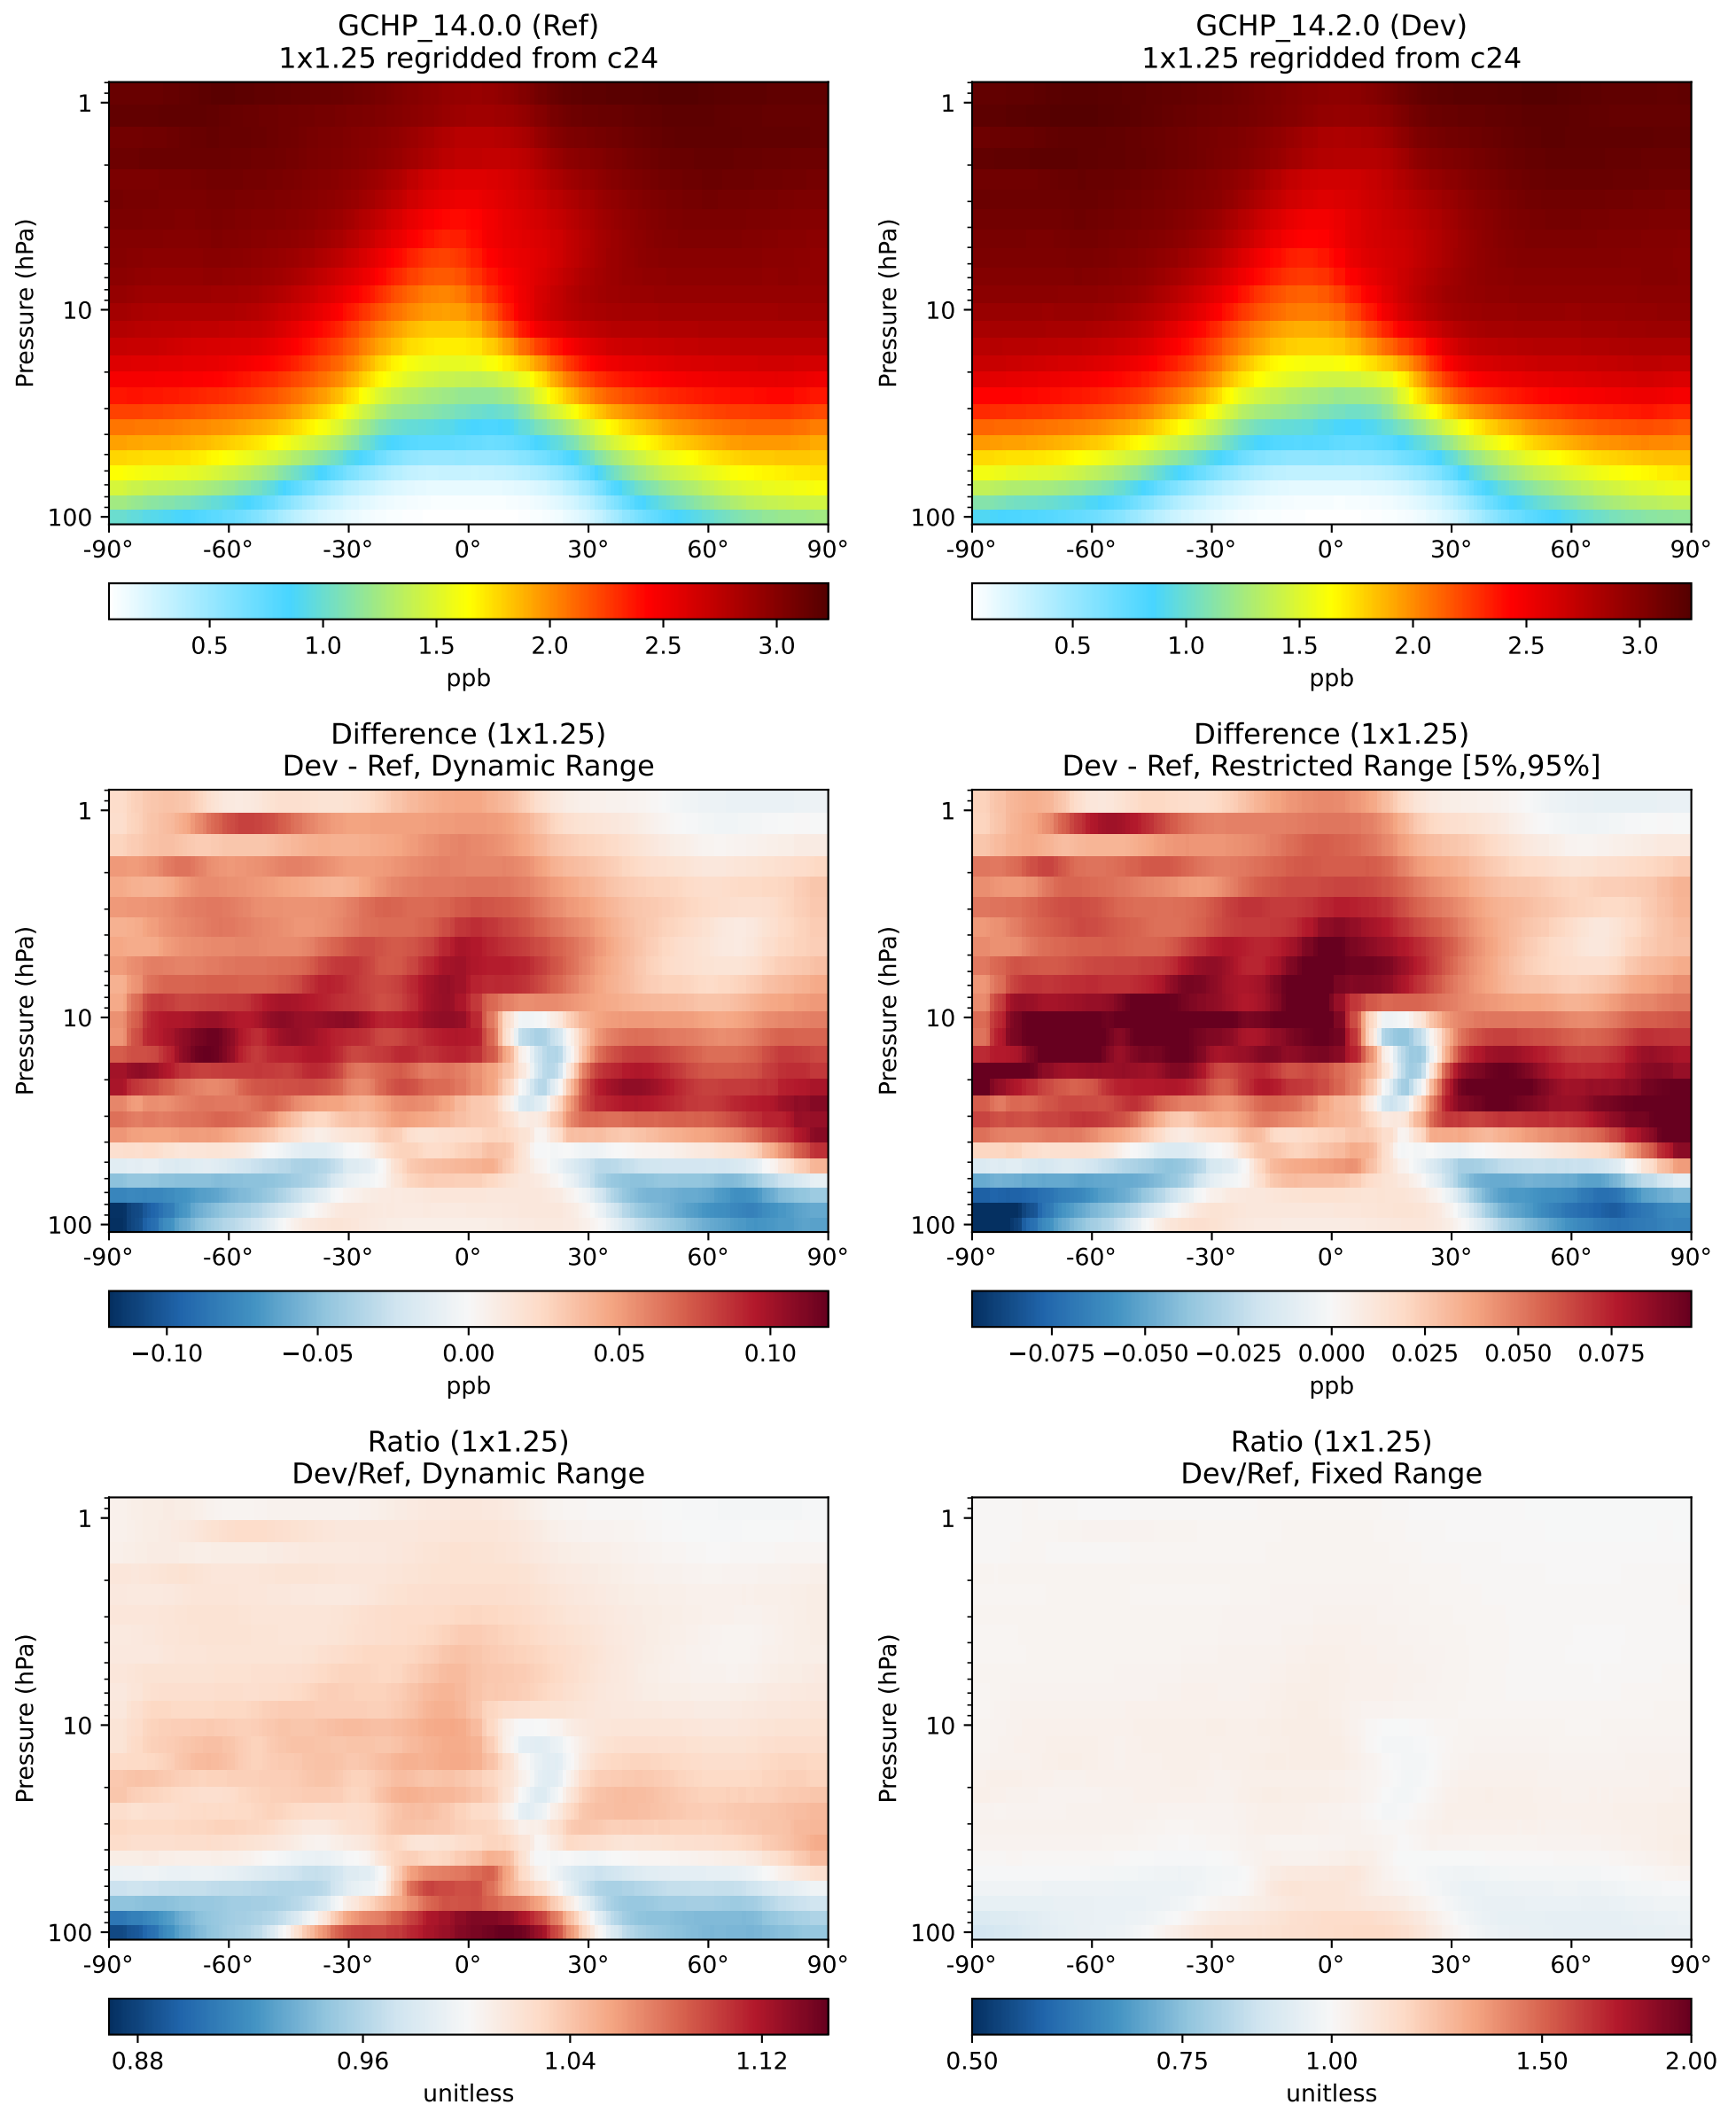 GCHP_14.0.0 (Ref)
1x1.25 regridded from c24
Pressure (hPa)
1
10
100
-90° -60° -30° 0° 30° 60° 90°
0.5 1.0 1.5 2.0 2.5 3.0
ppb
GCHP_14.2.0 (Dev)
1x1.25 regridded from c24
Pressure (hPa)
1
10
100
-90° -60° -30° 0° 30° 60° 90°
0.5 1.0 1.5 2.0 2.5 3.0
ppb
Difference (1x1.25)
Dev - Ref, Dynamic Range
Pressure (hPa)
1
10
100
-90° -60° -30° 0° 30° 60° 90°
−0.10 −0.05 0.00 0.05 0.10
ppb
Difference (1x1.25)
Dev - Ref, Restricted Range [5%,95%]
Pressure (hPa)
1
10
100
-90° -60° -30° 0° 30° 60° 90°
−0.075 −0.050 −0.025 0.000 0.025 0.050 0.075
ppb
Ratio (1x1.25)
Dev/Ref, Dynamic Range
Pressure (hPa)
1
10
100
-90° -60° -30° 0° 30° 60° 90°
0.88 0.96 1.04 1.12
unitless
Ratio (1x1.25)
Dev/Ref, Fixed Range
Pressure (hPa)
1
10
100
-90° -60° -30° 0° 30° 60° 90°
0.50 0.75 1.00 1.50 2.00
unitless